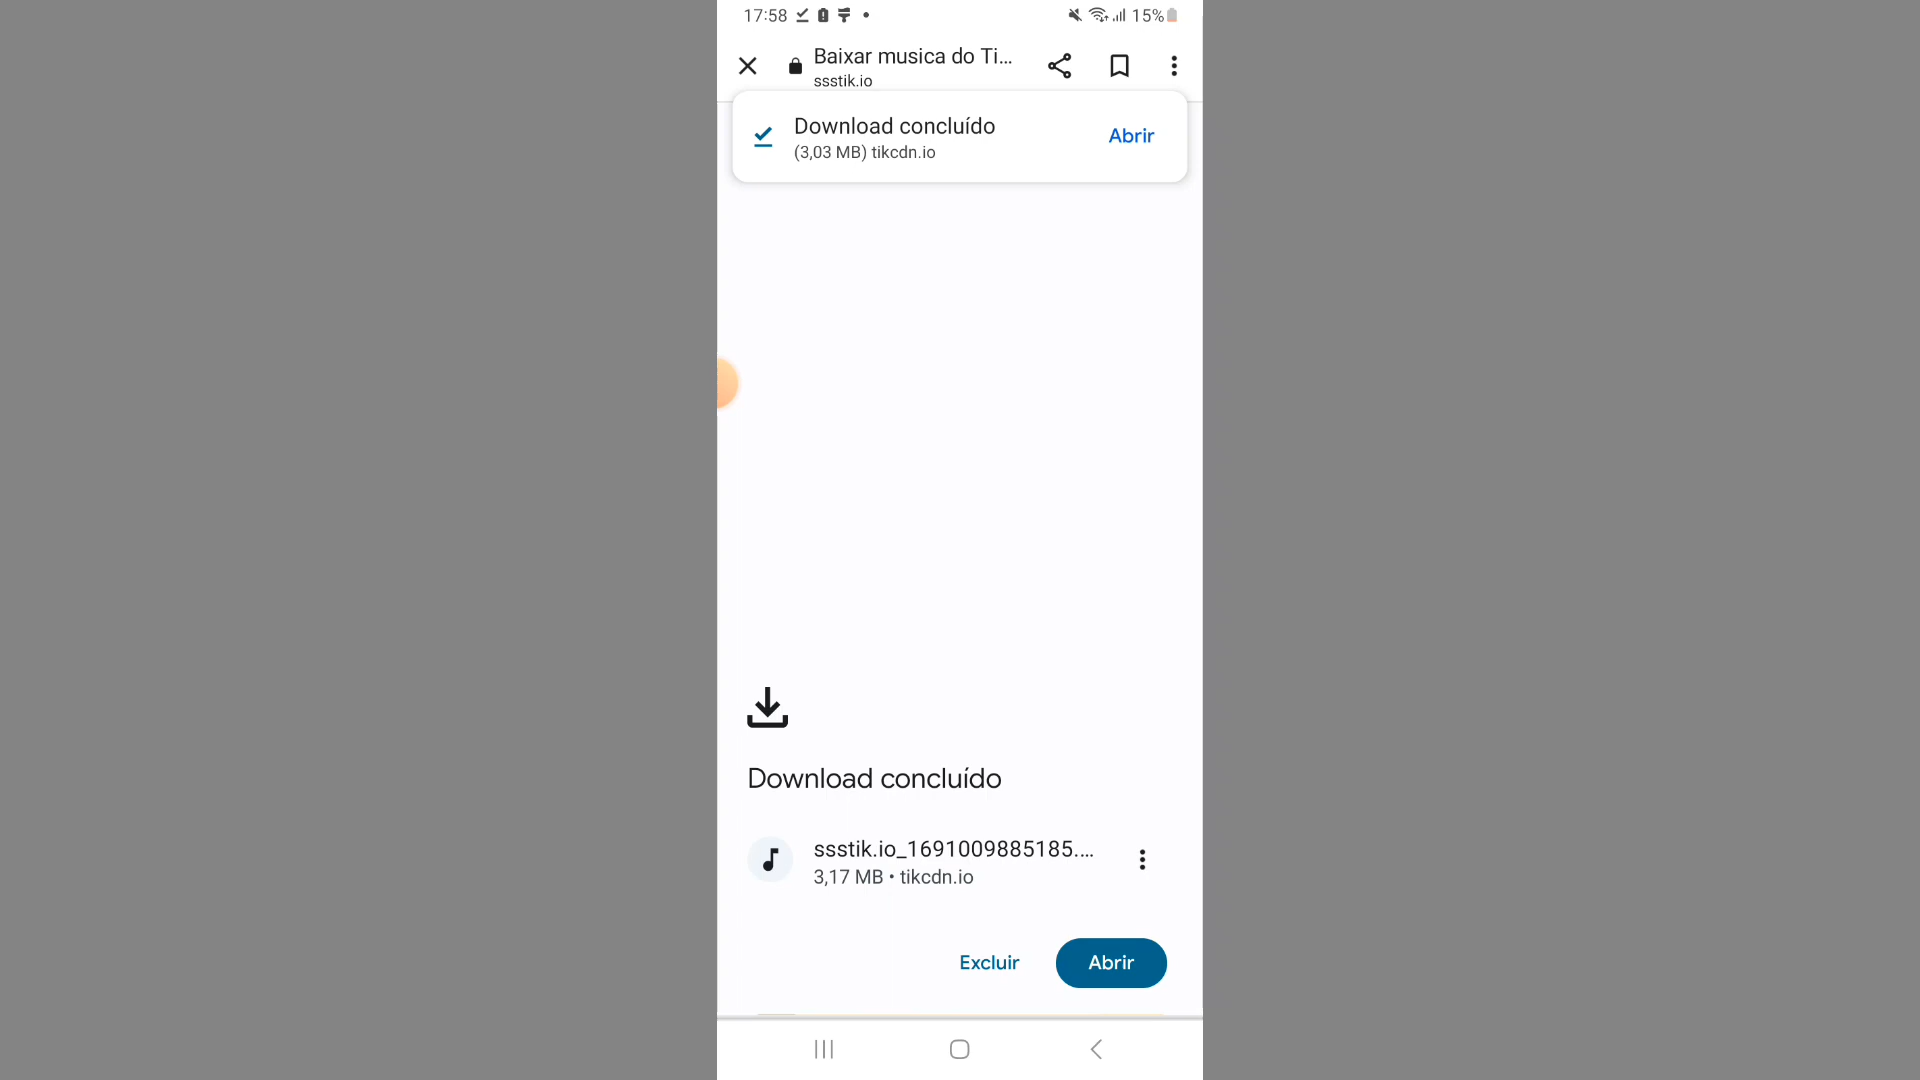 17:58
15%
Baixar musica do Ti...
ssstik.io
Download concluído
(3,03 MB) tikcdn.io
Abrir
Download concluído
ssstik.io_1691009885185....
3,17 MB • tikcdn.io
Excluir
Abrir